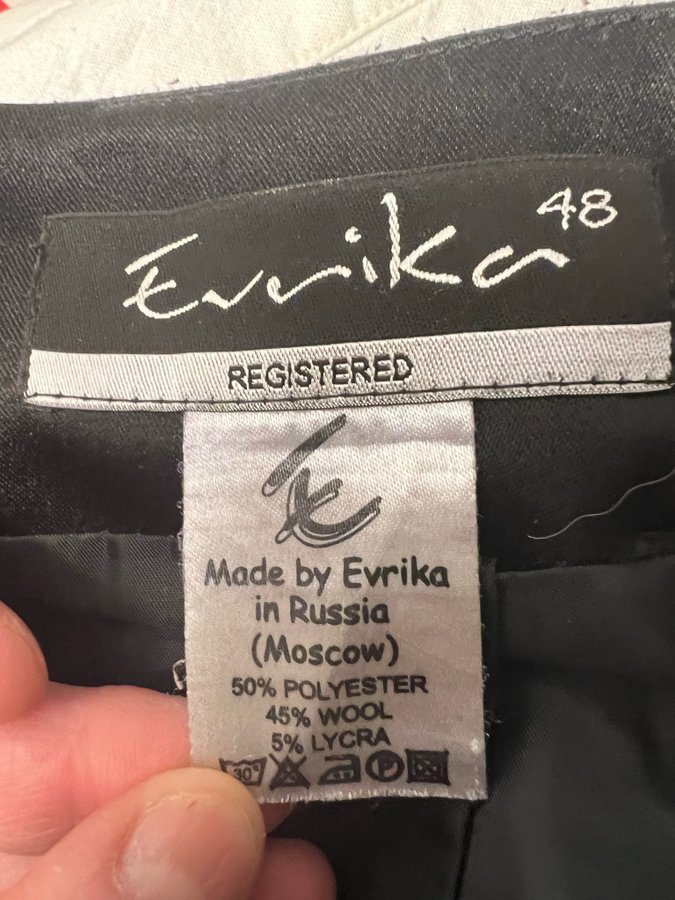 Evrika 48
REGISTERED
Made by Evrika
in Russia
(Moscow)
50% POLYESTER
45% WOOL
5% LYCRA
30° P